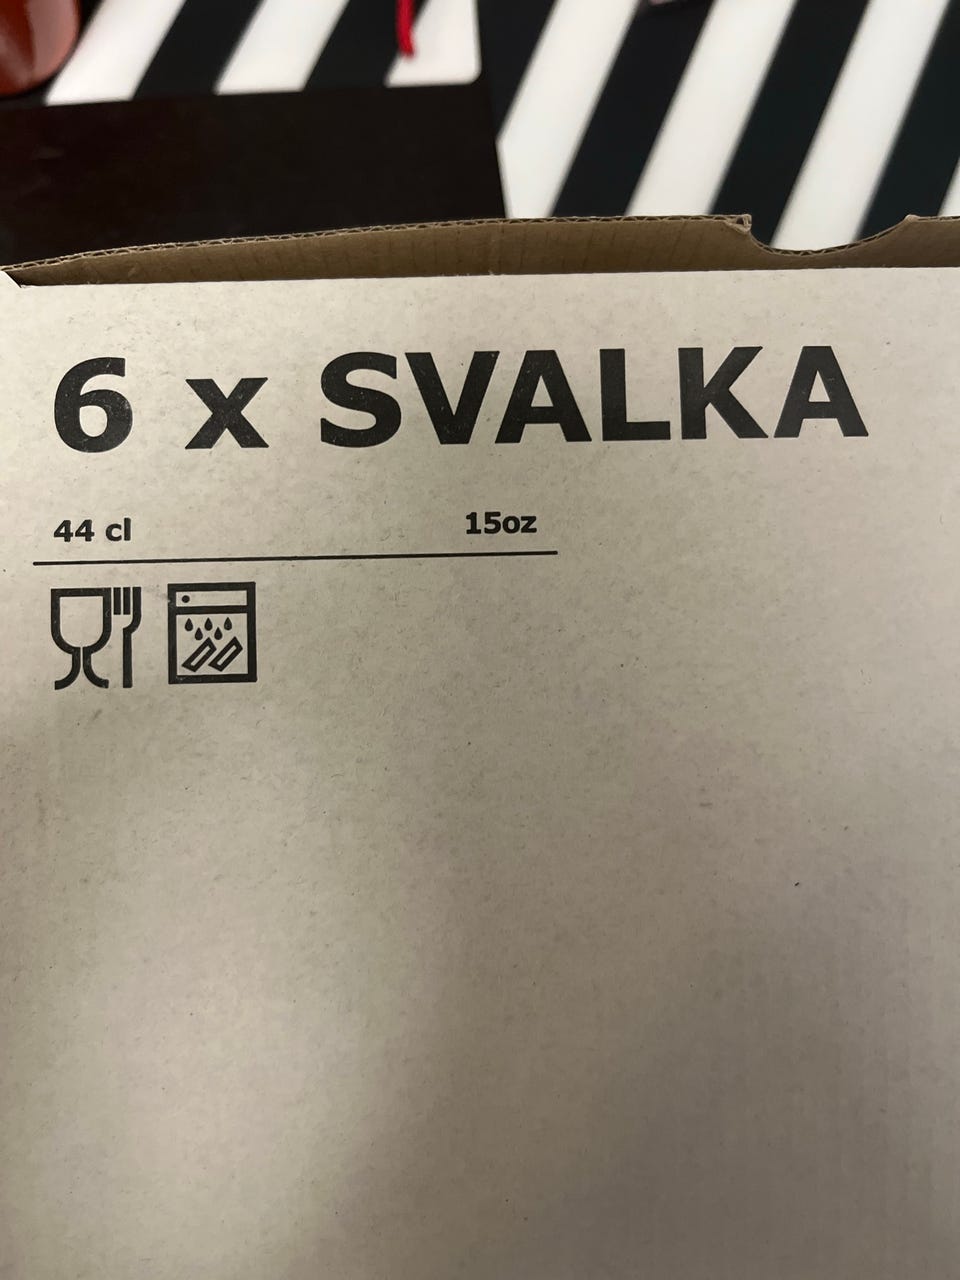 6 x SVALKA
44 cl 15oz